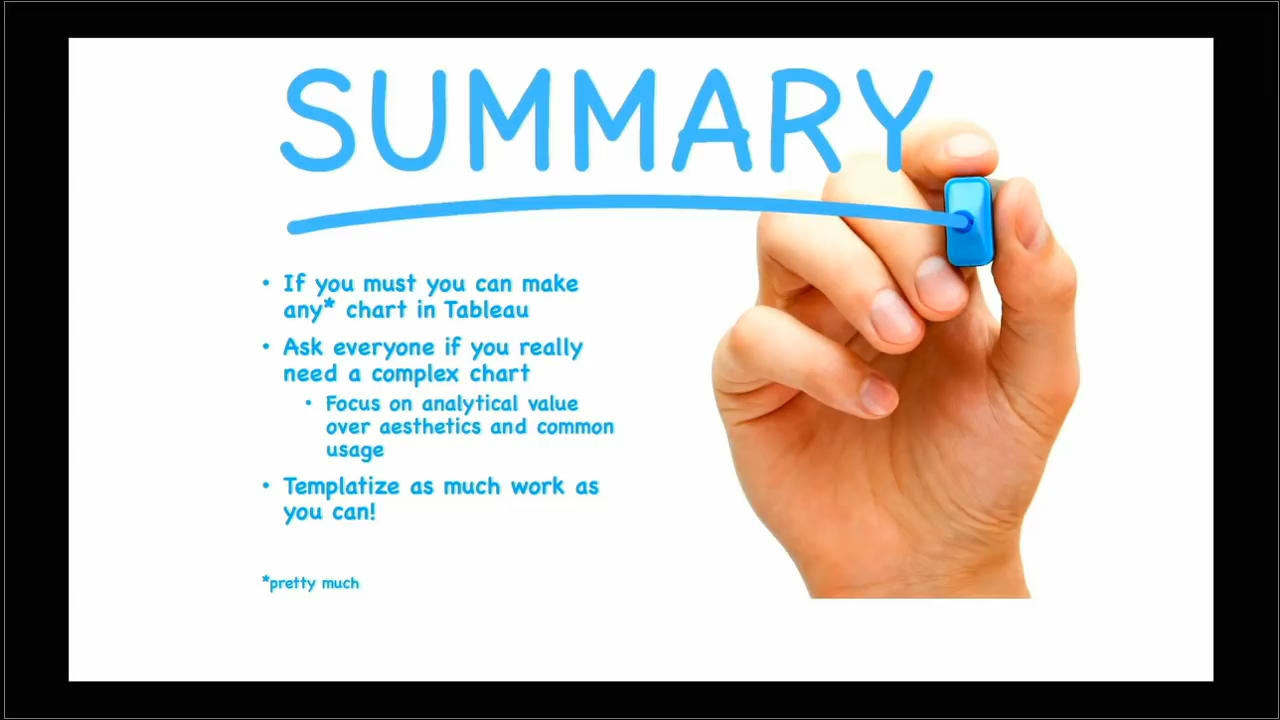 SUMMARY
• If you must you can make
any* chart in Tableau
• Ask everyone if you really
need a complex chart
• Focus on analytical value
over aesthetics and common
usage
• Templatize as much work as
you can!
*pretty much